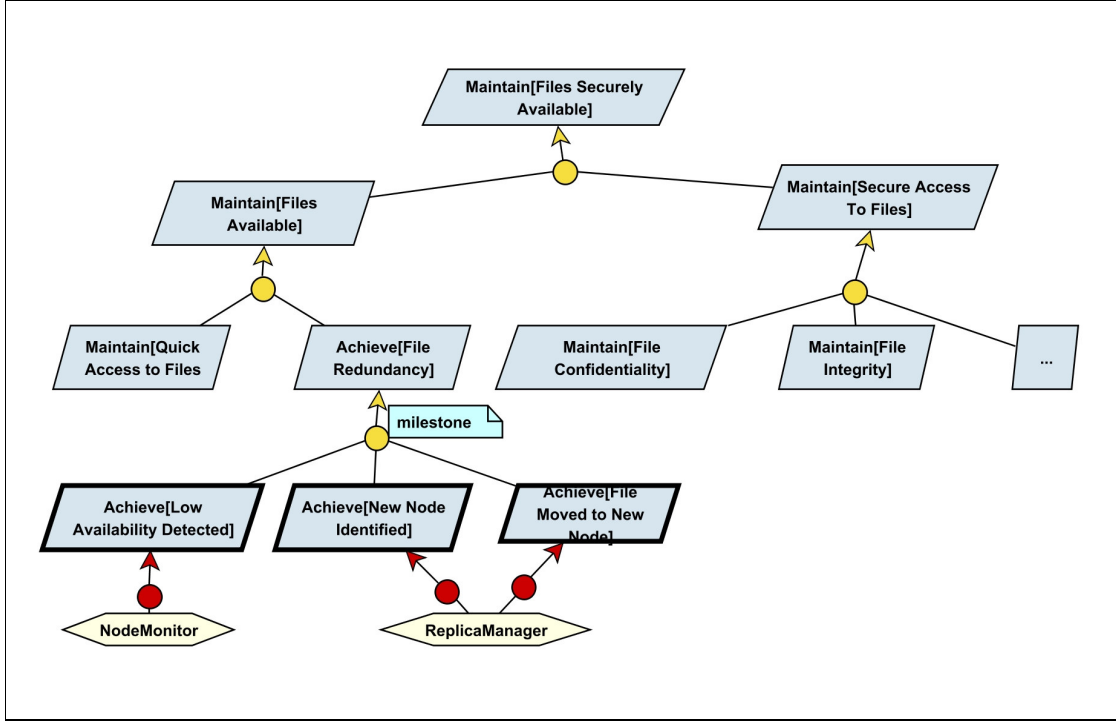 Maintain[Files Securely
Available]
Maintain[Files
Available]
Maintain[Secure Access
To Files]
Maintain[Quick
Access to Files
Achieve[File
Redundancy]
Maintain[File
Confidentiality]
Maintain[File
Integrity]
...
milestone
Achieve[Low
Availability Detected]
Achieve[New Node
Identified]
Achieve[File
Moved to New
Node]
NodeMonitor
ReplicaManager